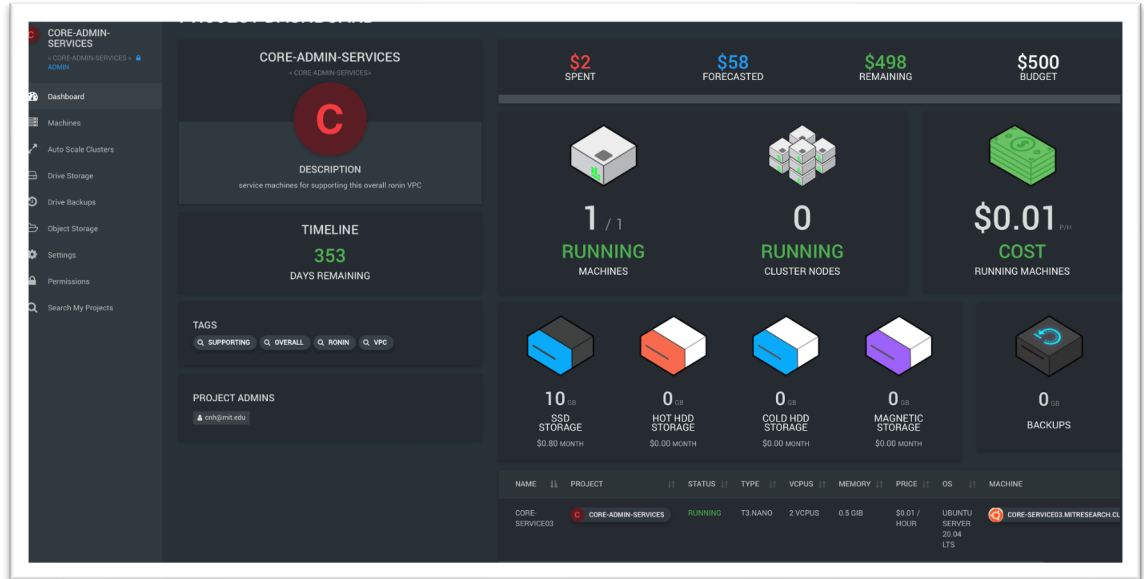 CORE-ADMIN-
SERVICES
< CORE-ADMIN-SERVICES >
ADMIN
Dashboard
Machines
Auto Scale Clusters
Drive Storage
Drive Backups
Object Storage
Settings
Permissions
Search My Projects
CORE-ADMIN-SERVICES
< CORE-ADMIN-SERVICES>
C
DESCRIPTION
service machines for supporting this overall ronin VPC
TIMELINE
353
DAYS REMAINING
TAGS
SUPPORTING OVERALL RONIN VPC
PROJECT ADMINS
cnh@mit.edu
$2 $58 $498 $500
SPENT FORECASTED REMAINING BUDGET
1 / 1 0 $0.01 P/H
RUNNING RUNNING COST
MACHINES CLUSTER NODES RUNNING MACHINES
10 GB 0 GB 0 GB 0 GB 0 GB
SSD STORAGE HOT HDD STORAGE COLD HDD STORAGE MAGNETIC STORAGE BACKUPS
$0.80 MONTH $0.00 MONTH $0.00 MONTH $0.00 MONTH
NAME PROJECT STATUS TYPE VCPUS MEMORY PRICE OS MACHINE
CORE-SERVICE03 C CORE-ADMIN-SERVICES RUNNING T3.NANO 2 VCPUS 0.5 GIB $0.01 / HOUR UBUNTU SERVER 20.04 LTS CORE-SERVICE03.MITRESEARCH.CL